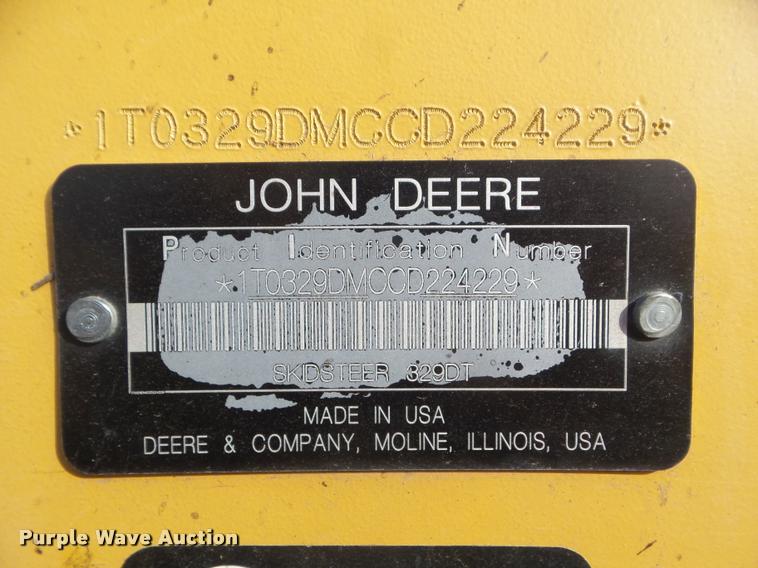 *1T0329DMCCD224229*
JOHN DEERE
Product Identification Number
*1T0329DMCCD224229*
SKIDSTEER 329DT
MADE IN USA
DEERE & COMPANY, MOLINE, ILLINOIS, USA
Purple Wave Auction